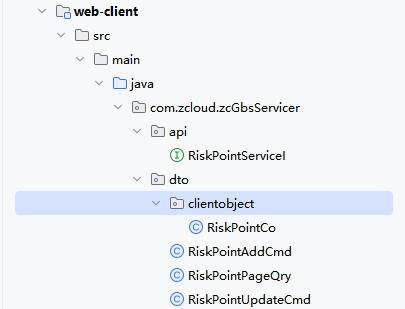 web-client
src
main
java
com.zcloud.zcGbsServicer
api
RiskPointServiceI
dto
clientobject
RiskPointCo
RiskPointAddCmd
RiskPointPageQry
RiskPointUpdateCmd